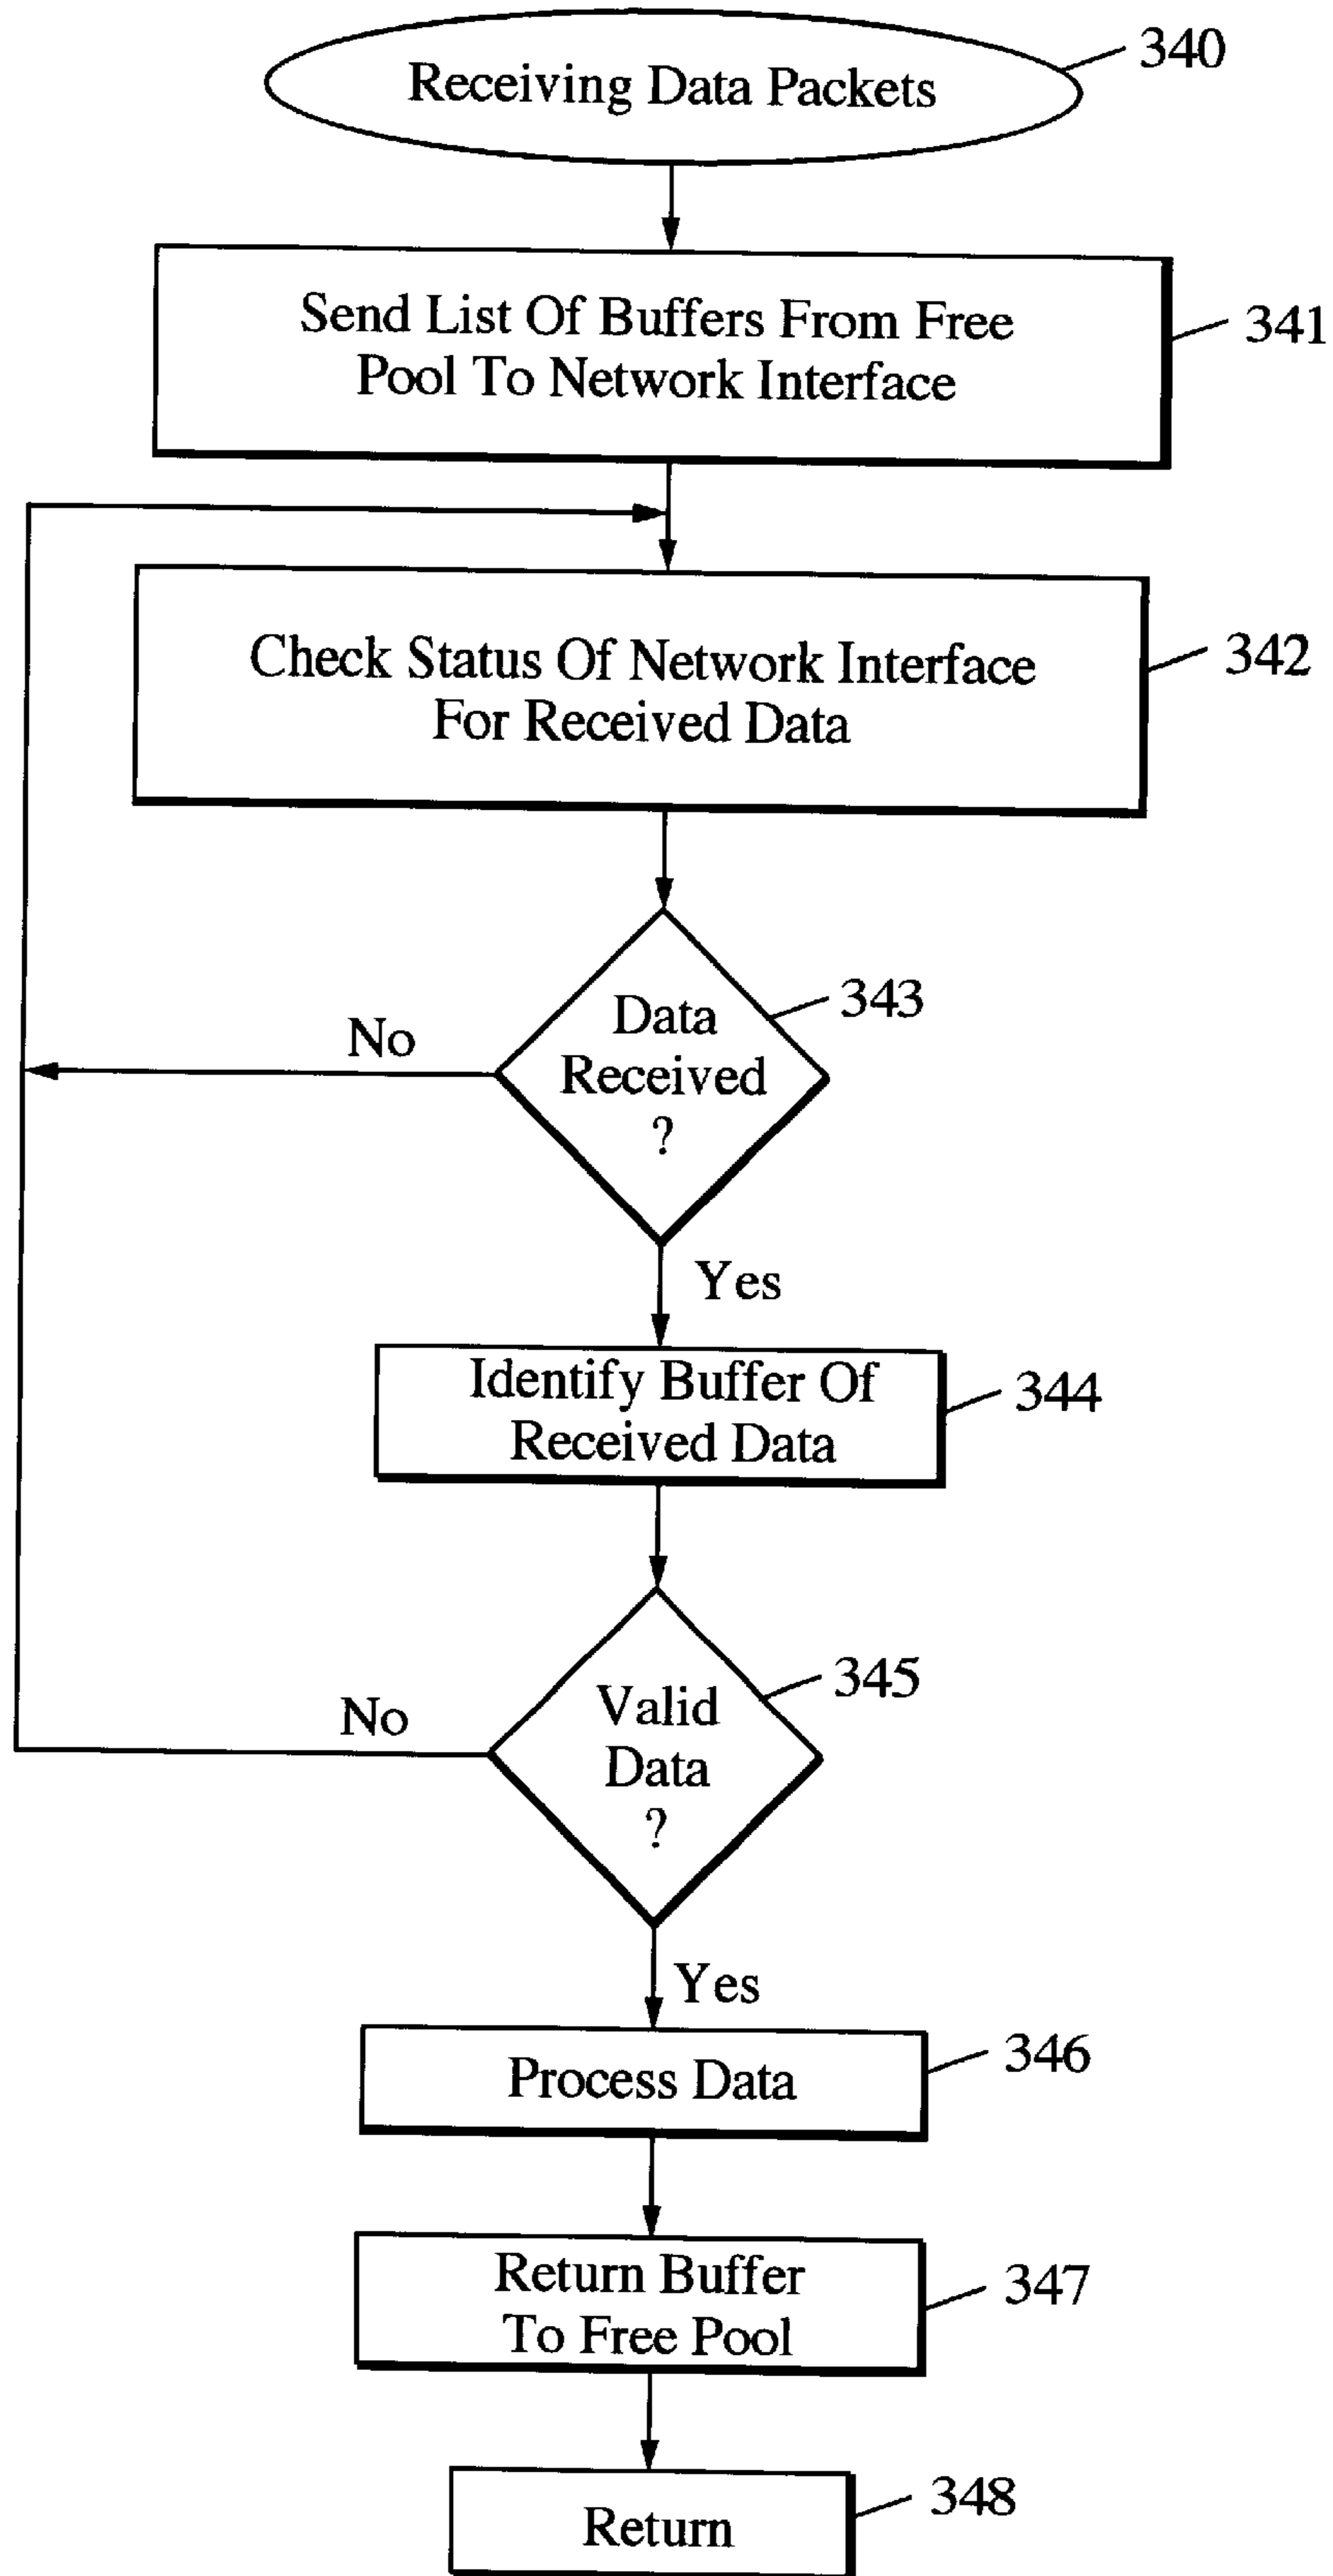 Receiving Data Packets
340
Send List Of Buffers From Free
Pool To Network Interface
341
Check Status Of Network Interface
For Received Data
342
Data
Received
?
343
No
Yes
Identify Buffer Of
Received Data
344
Valid
Data
?
345
No
Yes
Process Data
346
Return Buffer
To Free Pool
347
Return
348